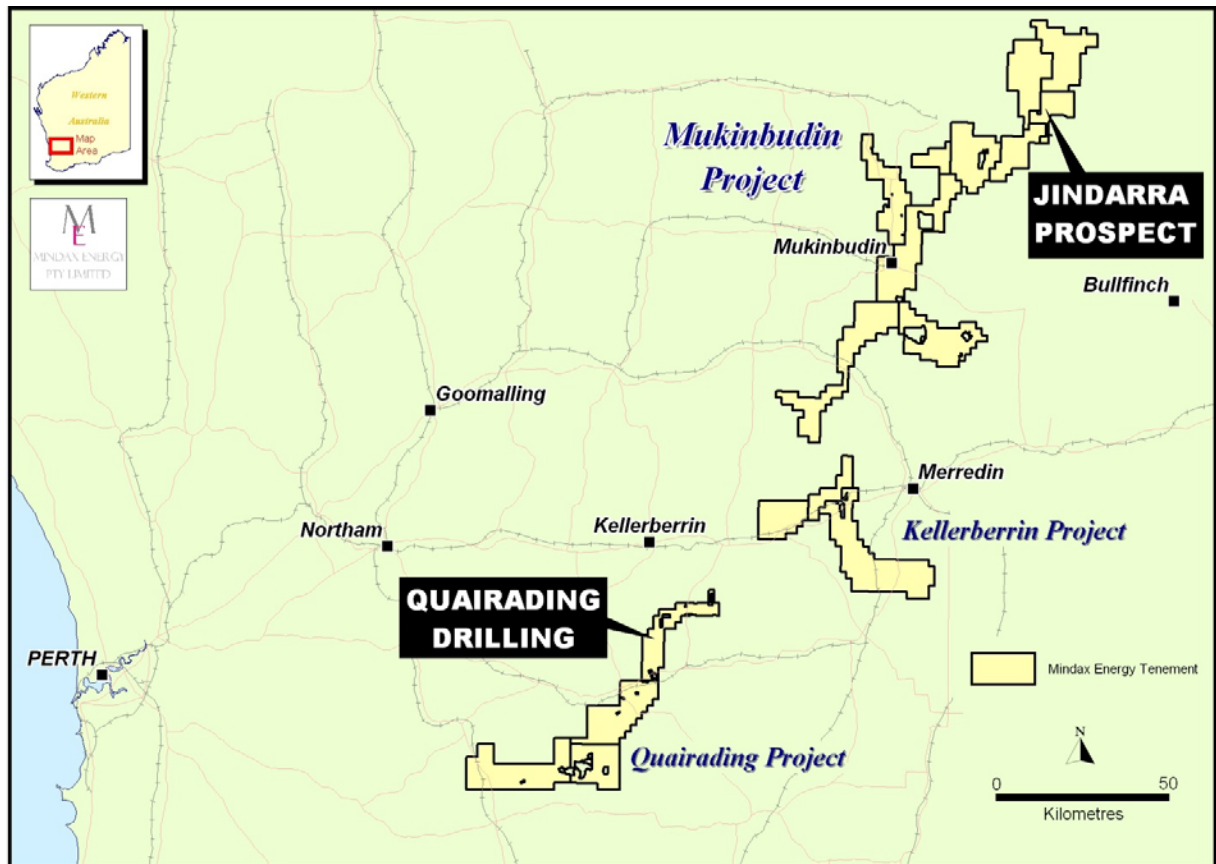 Western
Australia
Map
Area
ME
MINDAX ENERGY
PTY LIMITED
Mukinbudin
Project
JINDARRA
PROSPECT
Mukinbudin
Bullfinch
Goomalling
Merredin
Northam
Kellerberrin
Kellerberrin Project
QUAIRADING
DRILLING
PERTH
Mindax Energy Tenement
Quairading Project
N
0 50
Kilometres